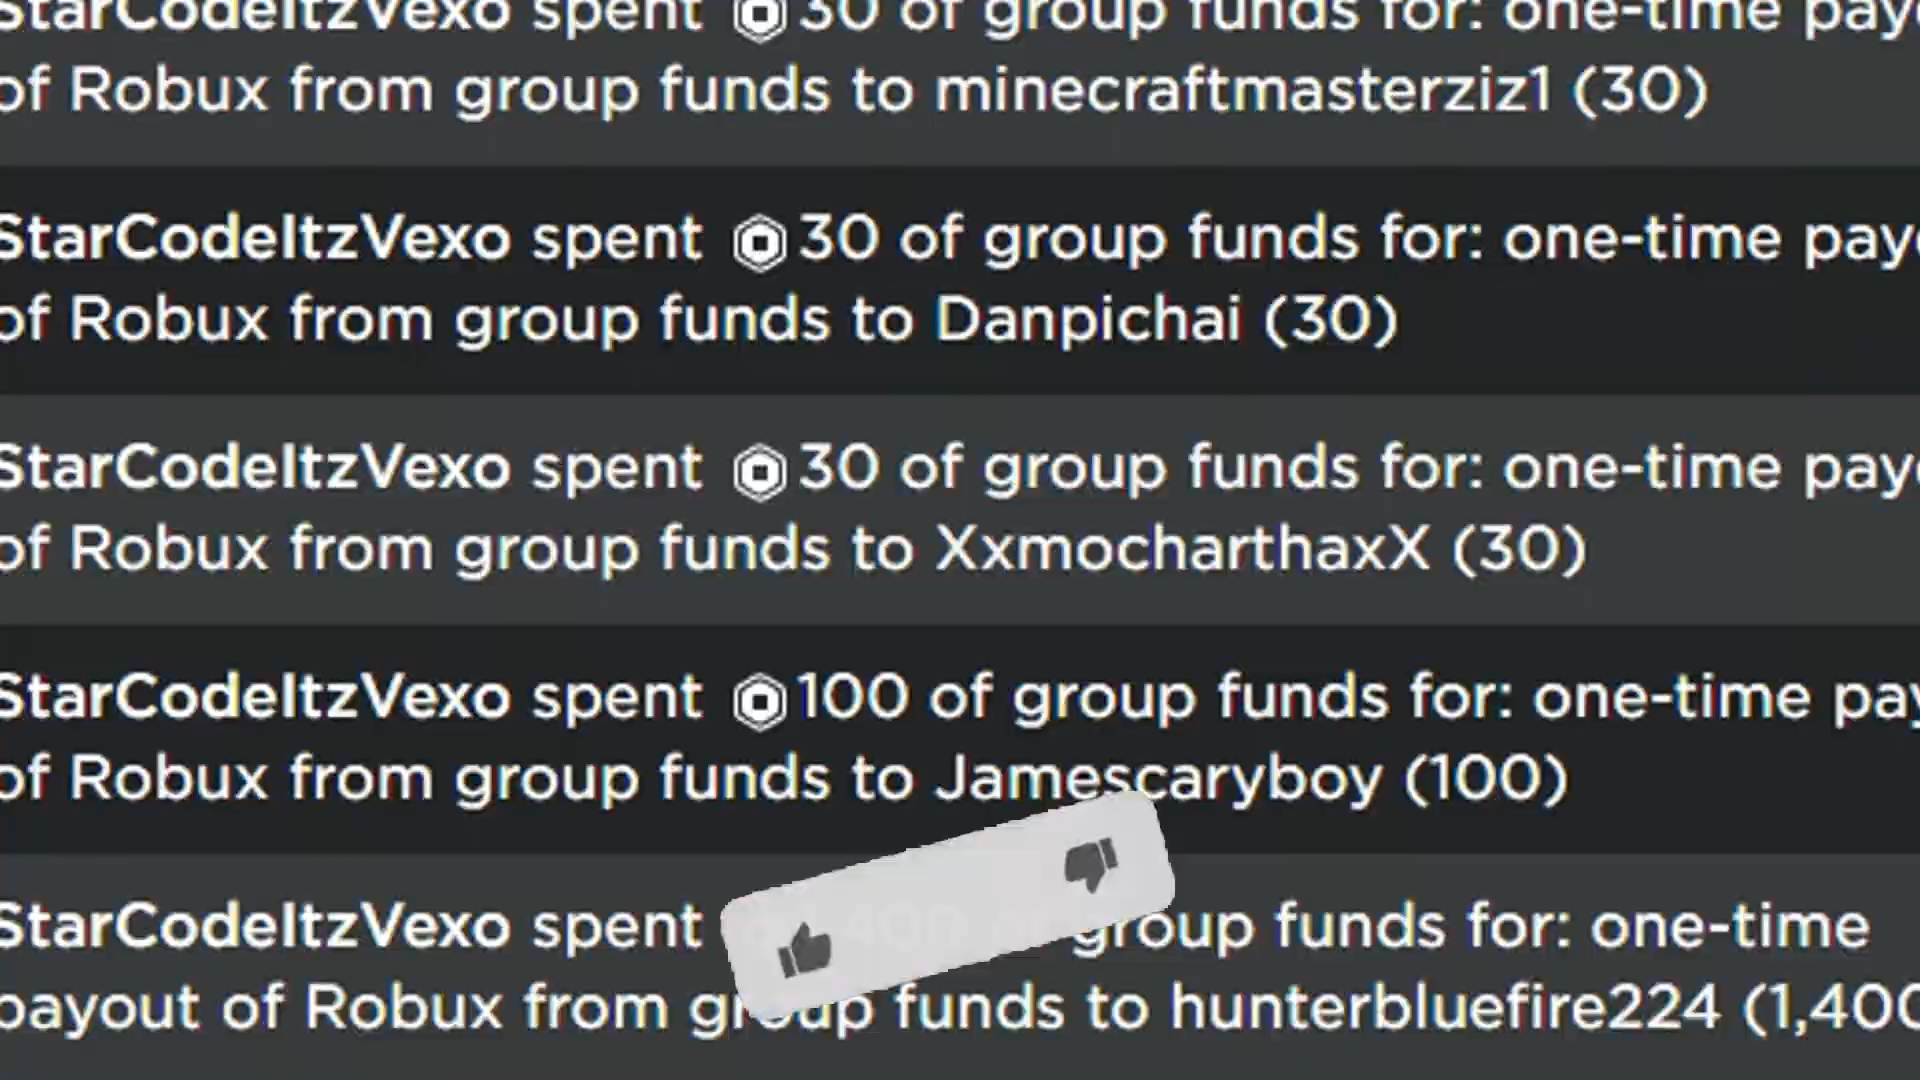 StarCodeItzVexo spent 30 of group funds for: one-time
of Robux from group funds to minecraftmasterziz1 (30)
StarCodeItzVexo spent 30 of group funds for: one-time
of Robux from group funds to Danpichai (30)
StarCodeItzVexo spent 30 of group funds for: one-time
of Robux from group funds to XxmocharthaxX (30)
StarCodeItzVexo spent 100 of group funds for: one-time
of Robux from group funds to Jamescaryboy (100)
StarCodeItzVexo spent group funds for: one-time
payout of Robux from group funds to hunterbluefire224 (1,400